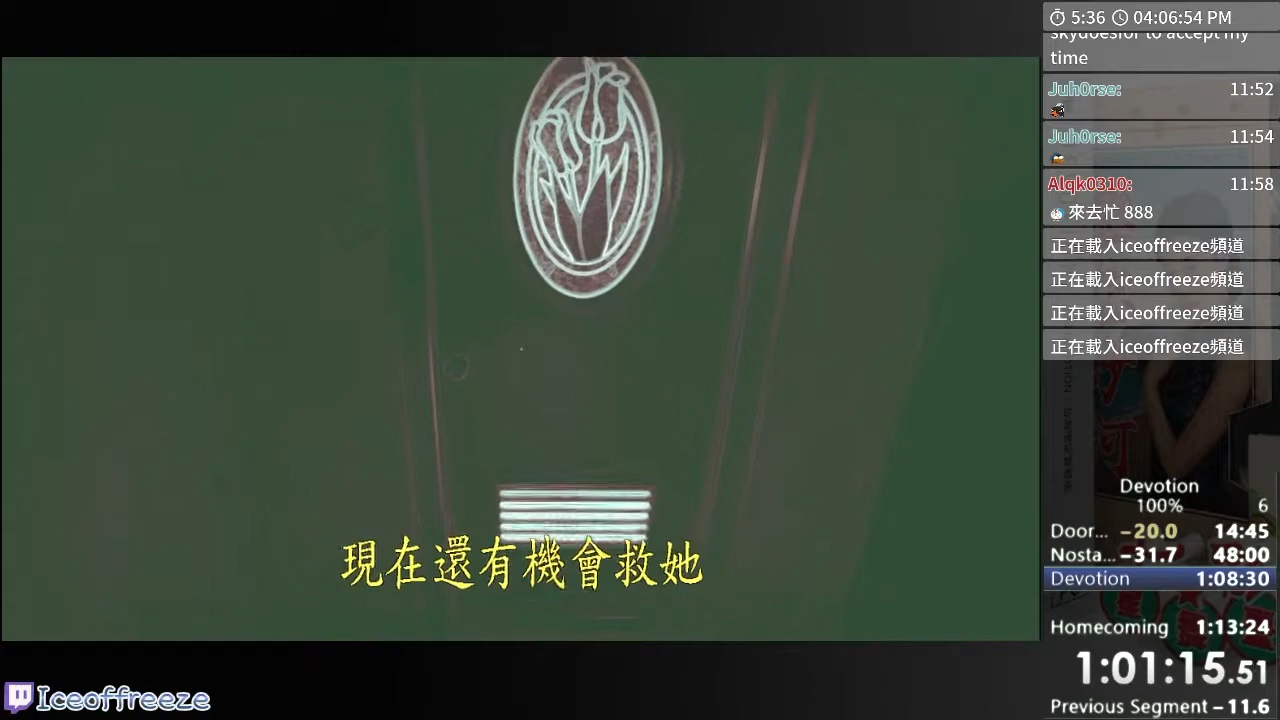 5:36 04:06:54 PM
skydoesfor to accept my
time
Juh0rse: 11:52
Juh0rse: 11:54
Alqk0310: 11:58
來去忙 888
正在載入iceoffreeze頻道
正在載入iceoffreeze頻道
正在載入iceoffreeze頻道
正在載入iceoffreeze頻道
現在還有機會救她
Devotion
100% 6
Door... −20.0 14:45
Nosta... −31.7 48:00
Devotion 1:08:30
Homecoming 1:13:24
1:01:15.51
Previous Segment −11.6
Iceoffreeze